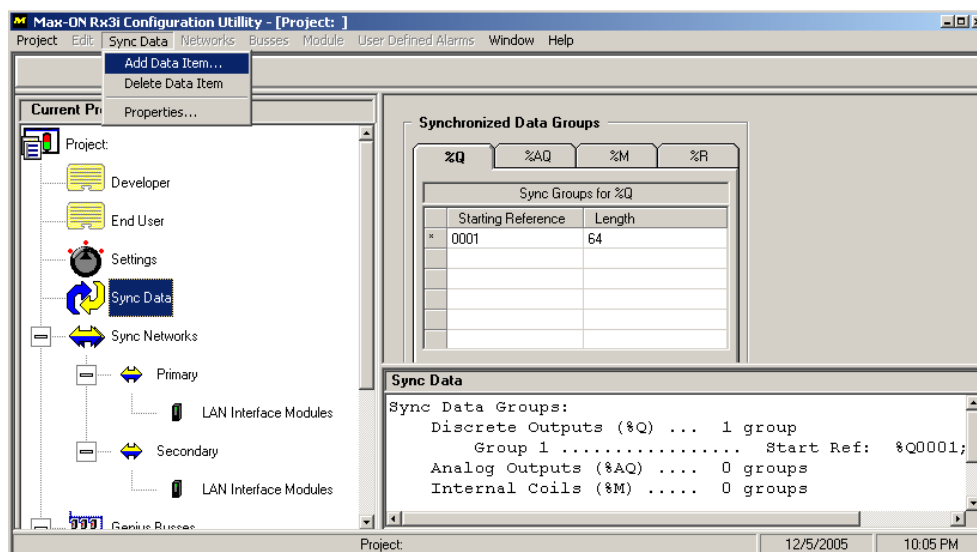 Max-ON Rx3i Configuration Utillity - [Project: ]
Project Edit Sync Data Networks Busses Module User Defined Alarms Window Help
Add Data Item...
Delete Data Item
Properties...
Current Pr
Project:
Developer
End User
Settings
Sync Data
Sync Networks
Primary
LAN Interface Modules
Secondary
LAN Interface Modules
Genius Busses
Synchronized Data Groups
%Q %AQ %M %R
Sync Groups for %Q
Starting Reference Length
* 0001 64
Sync Data
Sync Data Groups:
Discrete Outputs (%Q) ... 1 group
Group 1 ................. Start Ref: %Q0001;
Analog Outputs (%AQ) .... 0 groups
Internal Coils (%M) ..... 0 groups
Project: 12/5/2005 10:05 PM